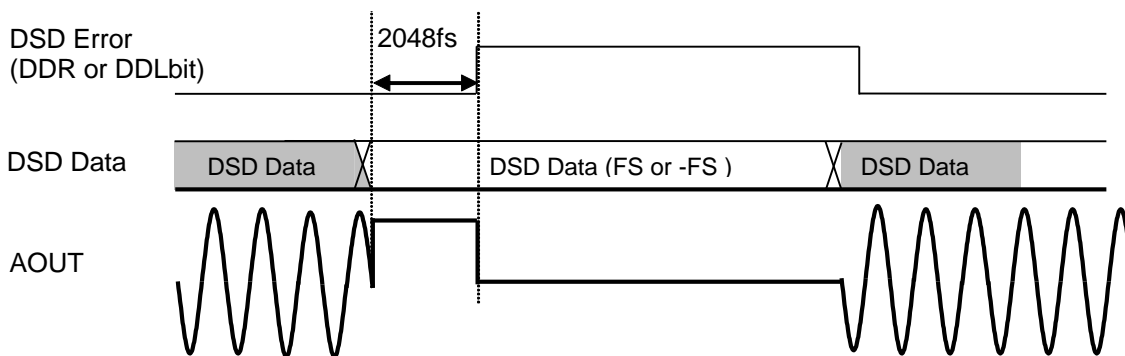 DSD Error
(DDR or DDLbit)
2048fs
DSD Data
DSD Data
DSD Data (FS or -FS )
DSD Data
AOUT